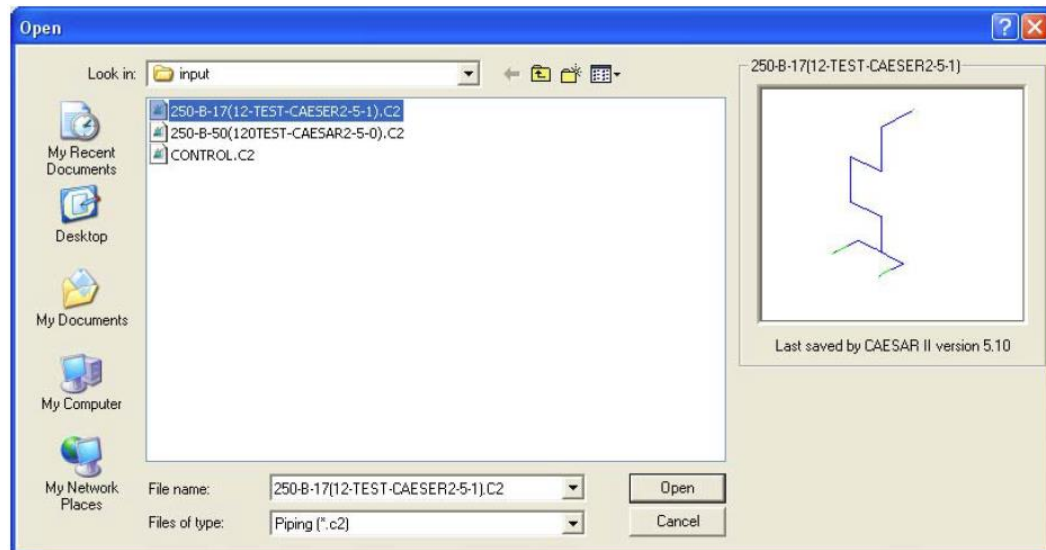 Open
Look in: input
250-B-17(12-TEST-CAESER2-5-1)
250-B-17(12-TEST-CAESER2-5-1).C2
250-B-50(120TEST-CAESAR2-5-0).C2
CONTROL.C2
My Recent
Documents
Desktop
My Documents
My Computer
My Network
Places
Last saved by CAESAR II version 5.10
File name: 250-B-17(12-TEST-CAESER2-5-1).C2 Open
Files of type: Piping (*.c2) Cancel